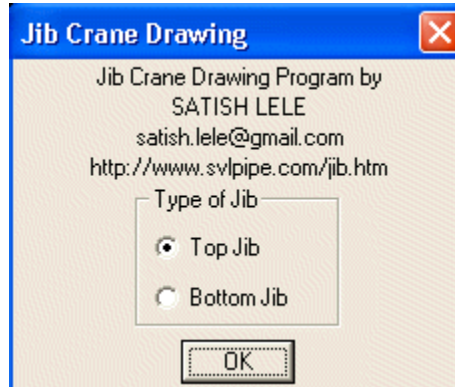 Jib Crane Drawing
Jib Crane Drawing Program by
SATISH LELE
satish.lele@gmail.com
http://www.svlpipe.com/jib.htm
Type of Jib
Top Jib
Bottom Jib
OK